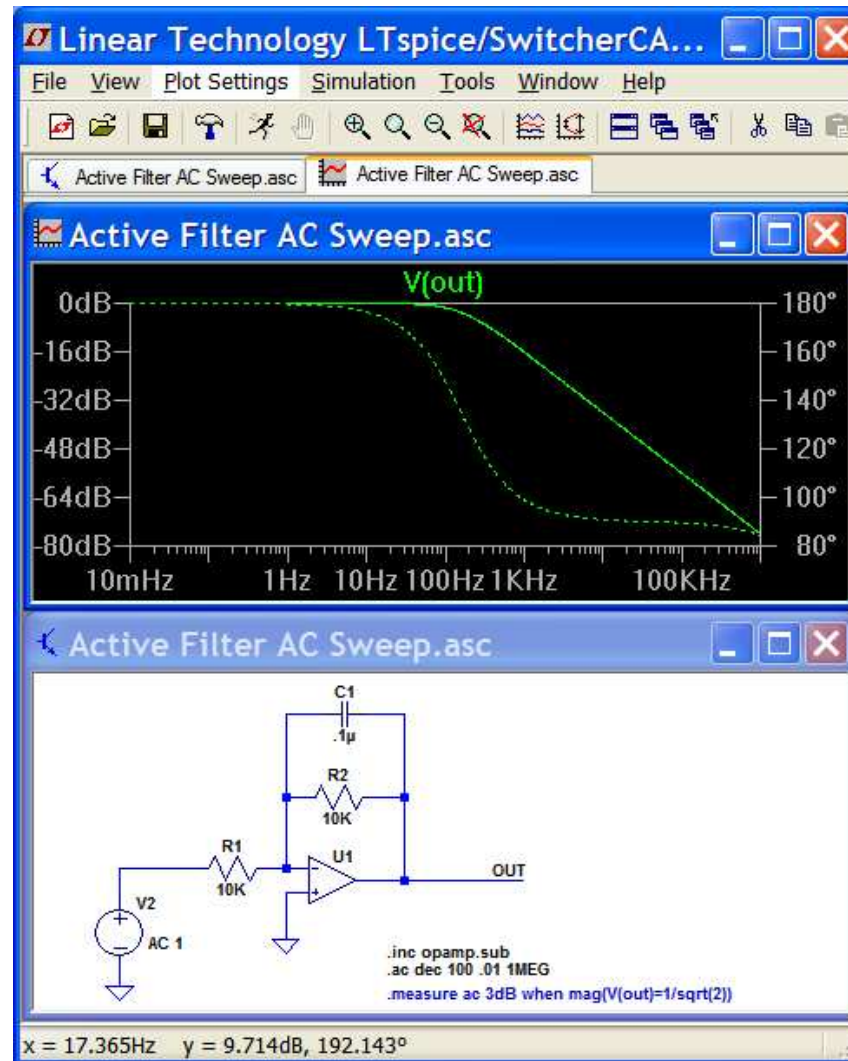 Linear Technology LTspice/SwitcherCA...
File View Plot Settings Simulation Tools Window Help
Active Filter AC Sweep.asc Active Filter AC Sweep.asc
Active Filter AC Sweep.asc
V(out)
0dB 180°
-16dB 160°
-32dB 140°
-48dB 120°
-64dB 100°
-80dB 80°
10mHz 1Hz 10Hz 100Hz 1KHz 100KHz
Active Filter AC Sweep.asc
C1
.1µ
R2
10K
R1
10K
U1
OUT
V2
AC 1
.inc opamp.sub
.ac dec 100 .01 1MEG
.measure ac 3dB when mag(V(out)=1/sqrt(2))
x = 17.365Hz y = 9.714dB, 192.143º